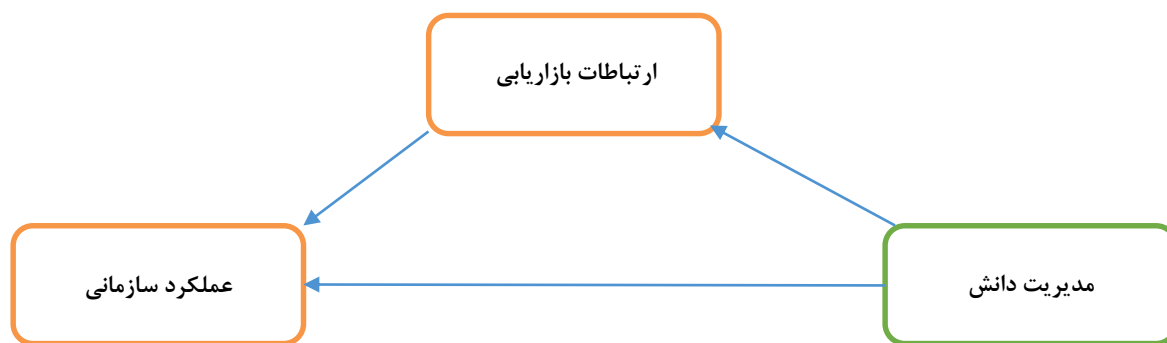 ارتباطات بازاریابی
مدیریت دانش
عملکرد سازمانی